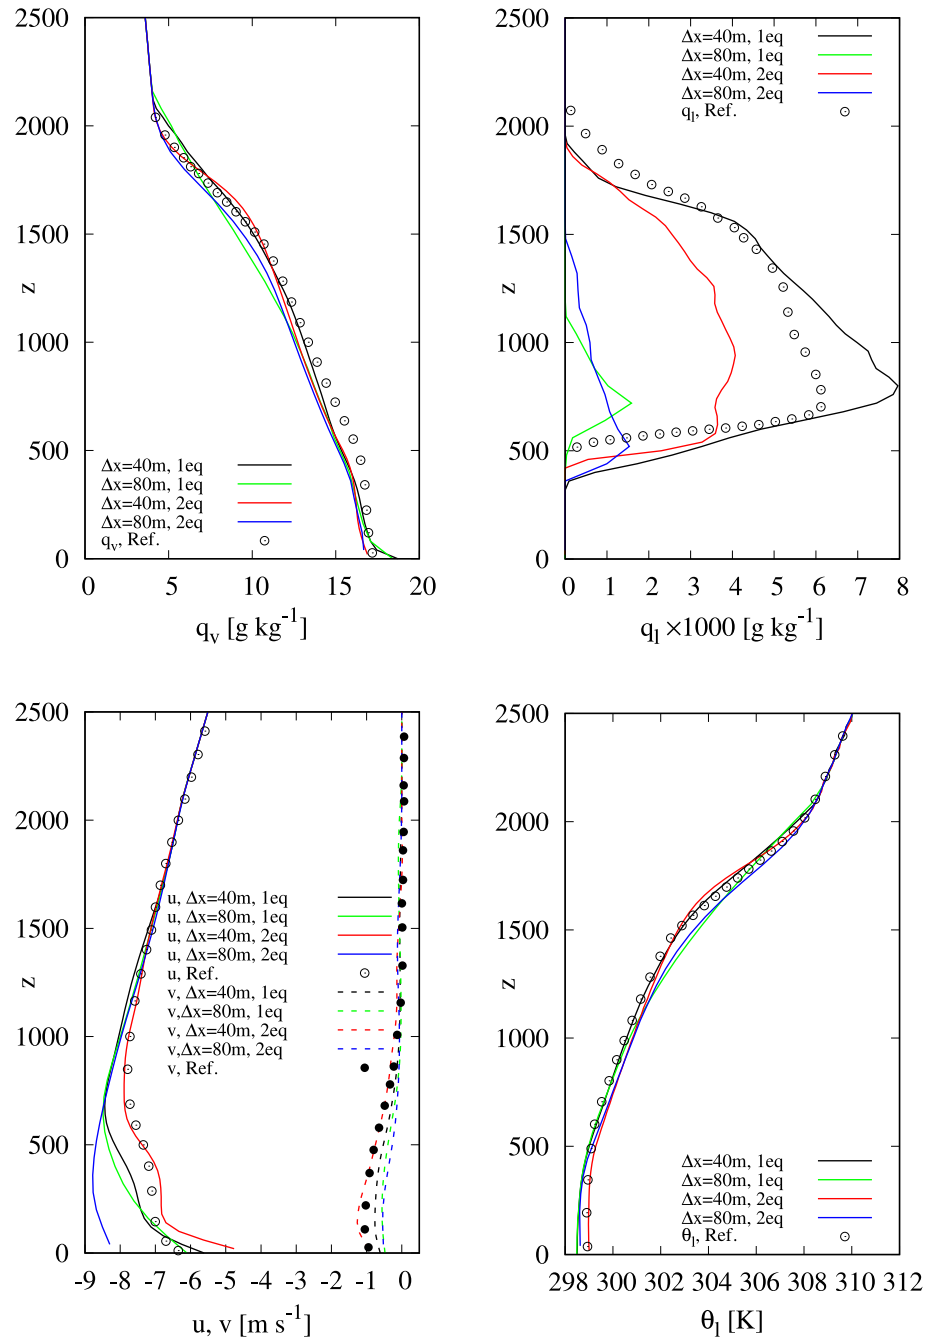 2500
2000
1500
1000
500
0
z
Δx=40m, 1eq
Δx=80m, 1eq
Δx=40m, 2eq
Δx=80m, 2eq
qv, Ref.
0 5 10 15 20
qv [g kg-1]
2500
2000
1500
1000
500
0
z
Δx=40m, 1eq
Δx=80m, 1eq
Δx=40m, 2eq
Δx=80m, 2eq
ql, Ref.
0 1 2 3 4 5 6 7 8
ql ×1000 [g kg-1]
2500
2000
1500
1000
500
0
z
u, Δx=40m, 1eq
u, Δx=80m, 1eq
u, Δx=40m, 2eq
u, Δx=80m, 2eq
u, Ref.
v, Δx=40m, 1eq
v,Δx=80m, 1eq
v, Δx=40m, 2eq
v,Δx=80m, 2eq
v, Ref.
-9 -8 -7 -6 -5 -4 -3 -2 -1 0
u, v [m s-1]
2500
2000
1500
1000
500
0
z
Δx=40m, 1eq
Δx=80m, 1eq
Δx=40m, 2eq
Δx=80m, 2eq
θl, Ref.
298 300 302 304 306 308 310 312
θl [K]